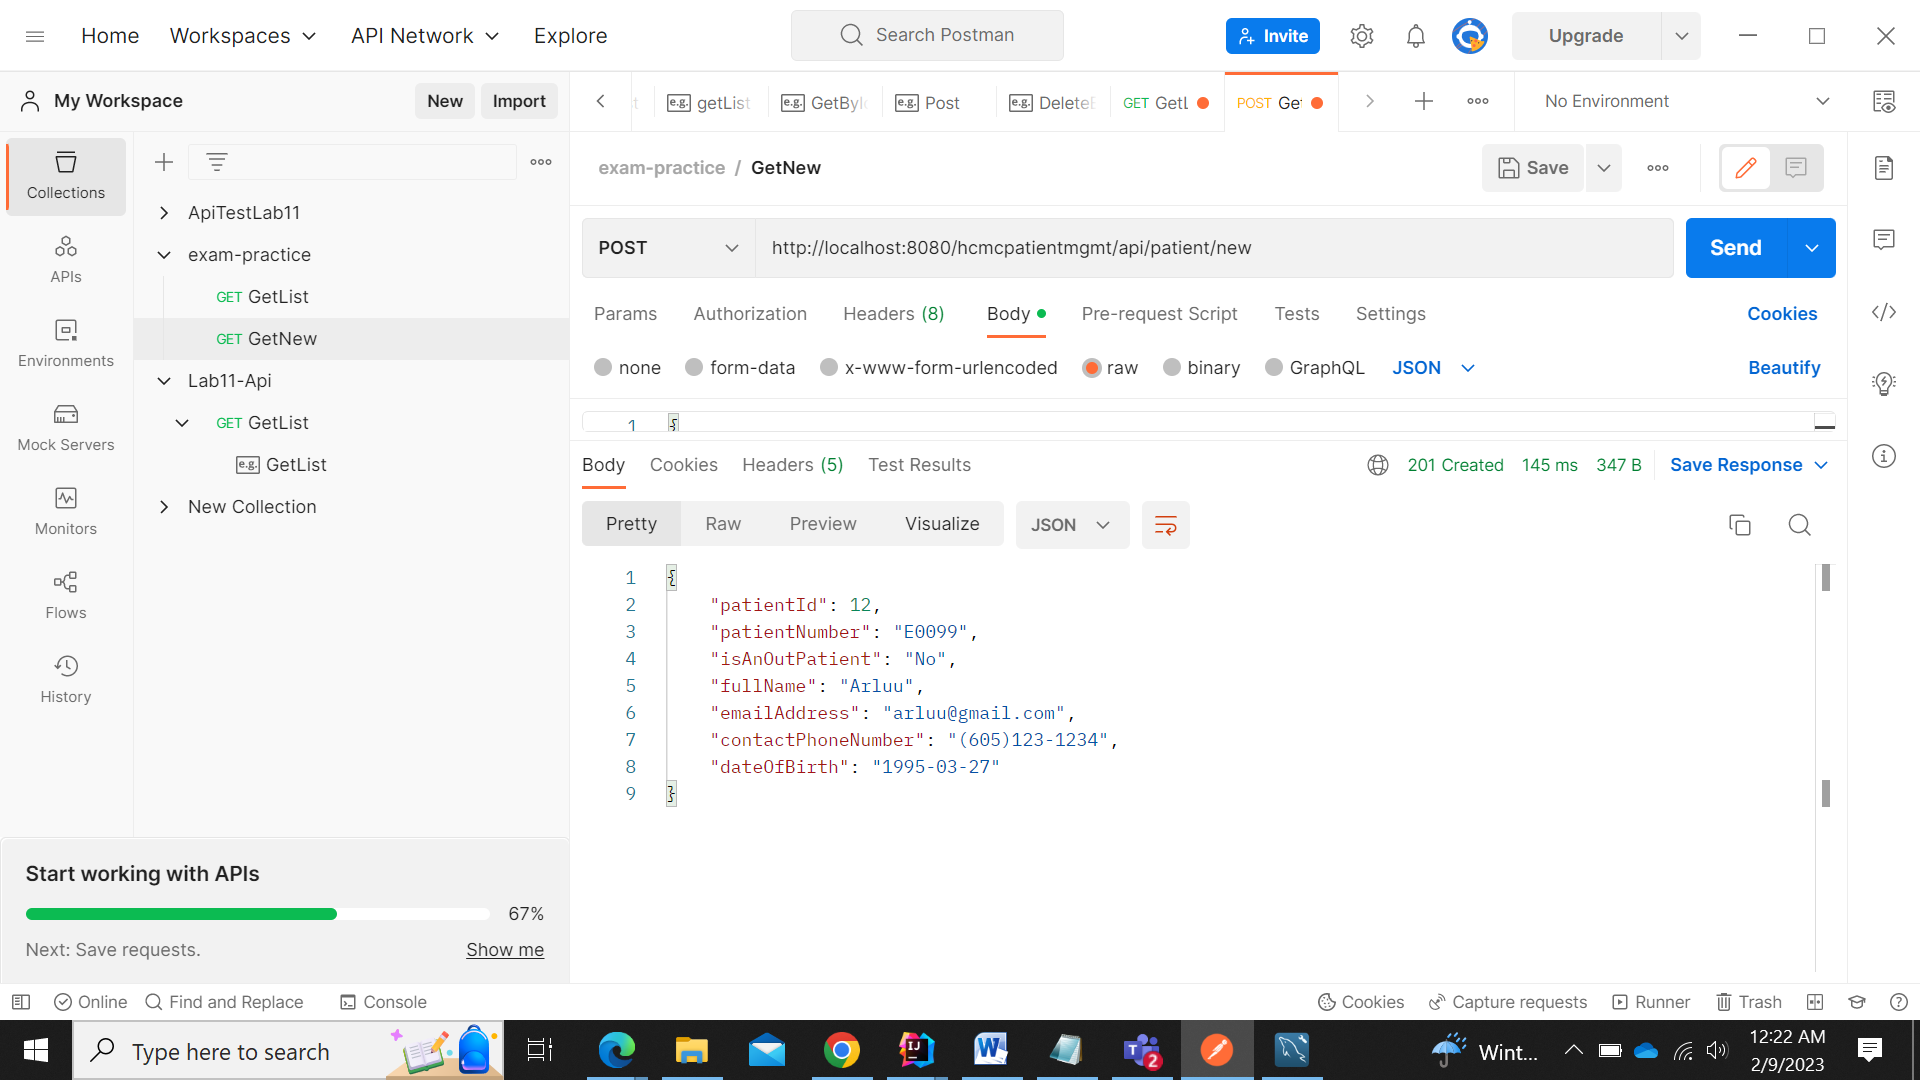 Home Workspaces API Network Explore
Search Postman
Invite
Upgrade
My Workspace New Import
e.g. getList e.g. GetById e.g. Post e.g. Delete GET Getl POST Get
No Environment
Collections
APIs
Environments
Mock Servers
Monitors
Flows
History
ApiTestLab11
exam-practice
GET GetList
GET GetNew
Lab11-Api
GET GetList
e.g. GetList
New Collection
Start working with APIs
67%
Next: Save requests. Show me
exam-practice / GetNew
Save
POST http://localhost:8080/hcmcpatientmgmt/api/patient/new Send
Params Authorization Headers (8) Body Pre-request Script Tests Settings Cookies
none form-data x-www-form-urlencoded raw binary GraphQL JSON Beautify
1 {
Body Cookies Headers (5) Test Results 201 Created 145 ms 347 B Save Response
Pretty Raw Preview Visualize JSON
1 {
2 "patientId": 12,
3 "patientNumber": "E0099",
4 "isAnOutPatient": "No",
5 "fullName": "Arluu",
6 "emailAddress": "arluu@gmail.com",
7 "contactPhoneNumber": "(605)123-1234",
8 "dateOfBirth": "1995-03-27"
9 }
Online Find and Replace Console Cookies Capture requests Runner Trash
Type here to search
IJ
W
2
Wint...
12:22 AM
2/9/2023